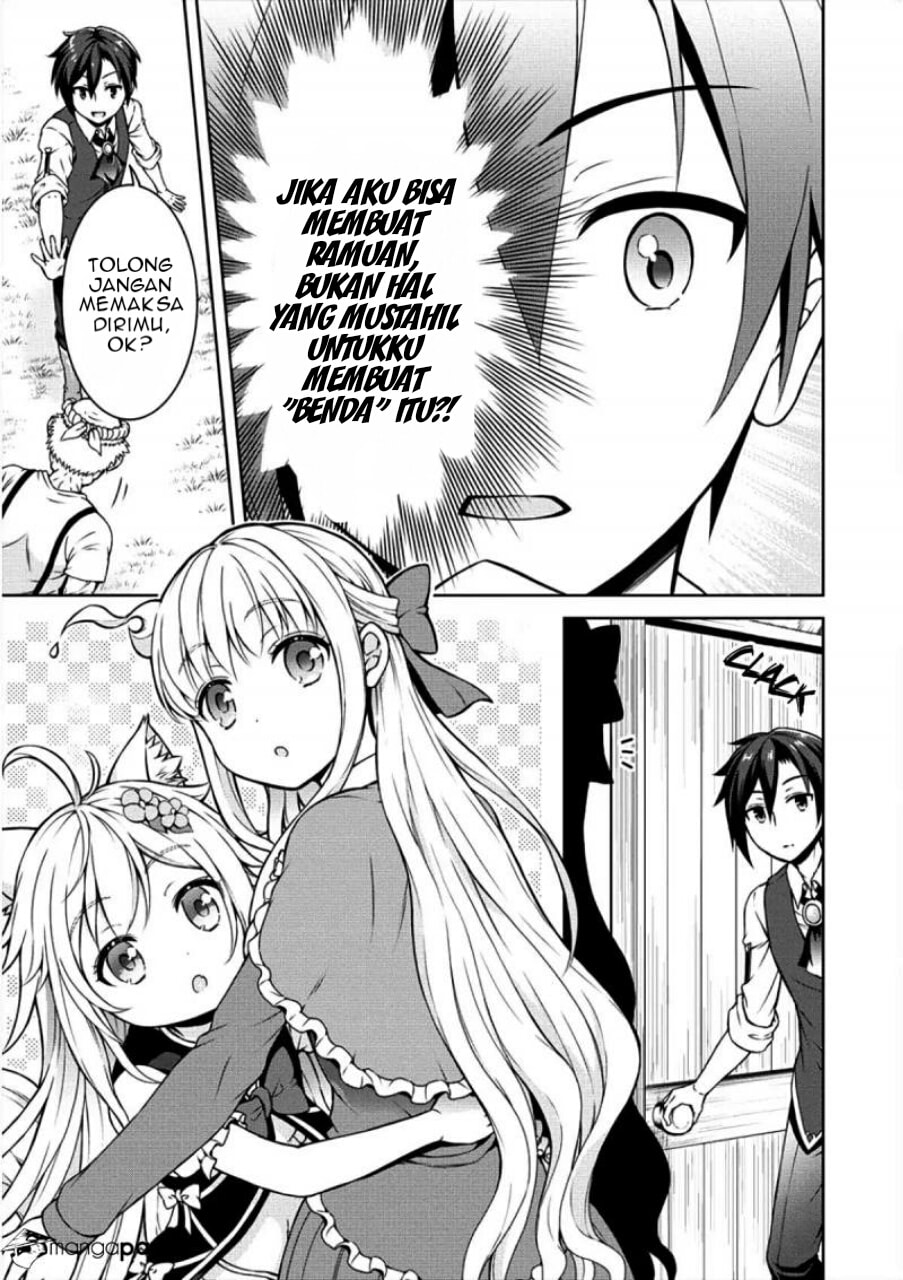 JIKA AKU BISA
MEMBUAT
RAMUAN,
BUKAN HAL
YANG MUSTAHIL
UNTUKKU
MEMBUAT
"BENDA" ITU?!
TOLONG
JANGAN
MEMAKSA
DIRIMU,
OK?
CLACK
mangapa